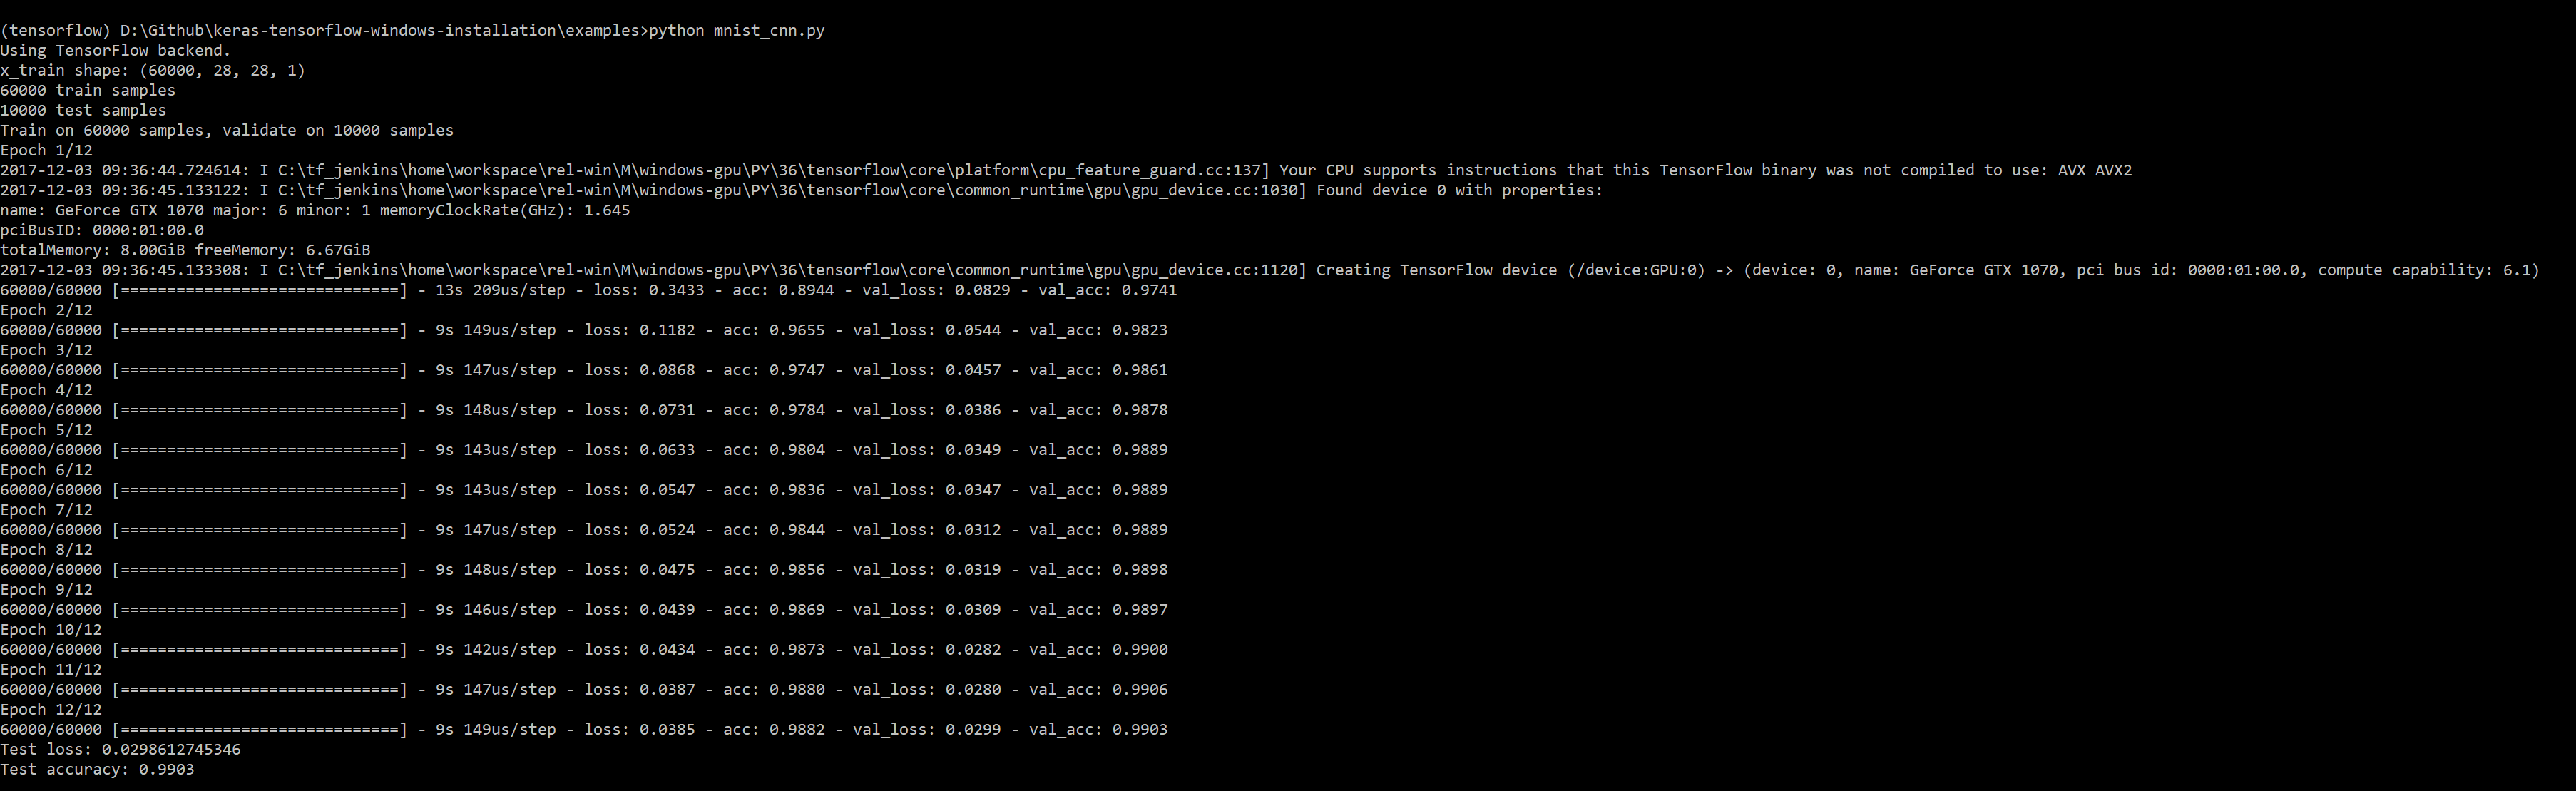 (tensorflow) D:\Github\keras-tensorflow-windows-installation\examples>python mnist_cnn.py
Using TensorFlow backend.
x_train shape: (60000, 28, 28, 1)
60000 train samples
10000 test samples
Train on 60000 samples, validate on 10000 samples
Epoch 1/12
2017-12-03 09:36:44.724614: I C:\tf_jenkins\home\workspace\rel-win\M\windows-gpu\PY\36\tensorflow\core\platform\cpu_feature_guard.cc:137] Your CPU supports instructions that this TensorFlow binary was not compiled to use: AVX AVX2
2017-12-03 09:36:45.133122: I C:\tf_jenkins\home\workspace\rel-win\M\windows-gpu\PY\36\tensorflow\core\common_runtime\gpu\gpu_device.cc:1030] Found device 0 with properties:
name: GeForce GTX 1070 major: 6 minor: 1 memoryClockRate(GHz): 1.645
pciBusID: 0000:01:00.0
totalMemory: 8.00GiB freeMemory: 6.67GiB
2017-12-03 09:36:45.133308: I C:\tf_jenkins\home\workspace\rel-win\M\windows-gpu\PY\36\tensorflow\core\common_runtime\gpu\gpu_device.cc:1120] Creating TensorFlow device (/device:GPU:0) -> (device: 0, name: GeForce GTX 1070, pci bus id: 0000:01:00.0, compute capability: 6.1)
60000/60000 [==============================] - 13s 209us/step - loss: 0.3433 - acc: 0.8944 - val_loss: 0.0829 - val_acc: 0.9741
Epoch 2/12
60000/60000 [==============================] - 9s 149us/step - loss: 0.1182 - acc: 0.9655 - val_loss: 0.0544 - val_acc: 0.9823
Epoch 3/12
60000/60000 [==============================] - 9s 147us/step - loss: 0.0868 - acc: 0.9747 - val_loss: 0.0457 - val_acc: 0.9861
Epoch 4/12
60000/60000 [==============================] - 9s 148us/step - loss: 0.0731 - acc: 0.9784 - val_loss: 0.0386 - val_acc: 0.9878
Epoch 5/12
60000/60000 [==============================] - 9s 143us/step - loss: 0.0633 - acc: 0.9804 - val_loss: 0.0349 - val_acc: 0.9889
Epoch 6/12
60000/60000 [==============================] - 9s 143us/step - loss: 0.0547 - acc: 0.9836 - val_loss: 0.0347 - val_acc: 0.9889
Epoch 7/12
60000/60000 [==============================] - 9s 147us/step - loss: 0.0524 - acc: 0.9844 - val_loss: 0.0312 - val_acc: 0.9889
Epoch 8/12
60000/60000 [==============================] - 9s 148us/step - loss: 0.0475 - acc: 0.9856 - val_loss: 0.0319 - val_acc: 0.9898
Epoch 9/12
60000/60000 [==============================] - 9s 146us/step - loss: 0.0439 - acc: 0.9869 - val_loss: 0.0309 - val_acc: 0.9897
Epoch 10/12
60000/60000 [==============================] - 9s 142us/step - loss: 0.0434 - acc: 0.9873 - val_loss: 0.0282 - val_acc: 0.9900
Epoch 11/12
60000/60000 [==============================] - 9s 147us/step - loss: 0.0387 - acc: 0.9880 - val_loss: 0.0280 - val_acc: 0.9906
Epoch 12/12
60000/60000 [==============================] - 9s 149us/step - loss: 0.0385 - acc: 0.9882 - val_loss: 0.0299 - val_acc: 0.9903
Test loss: 0.0298612745346
Test accuracy: 0.9903